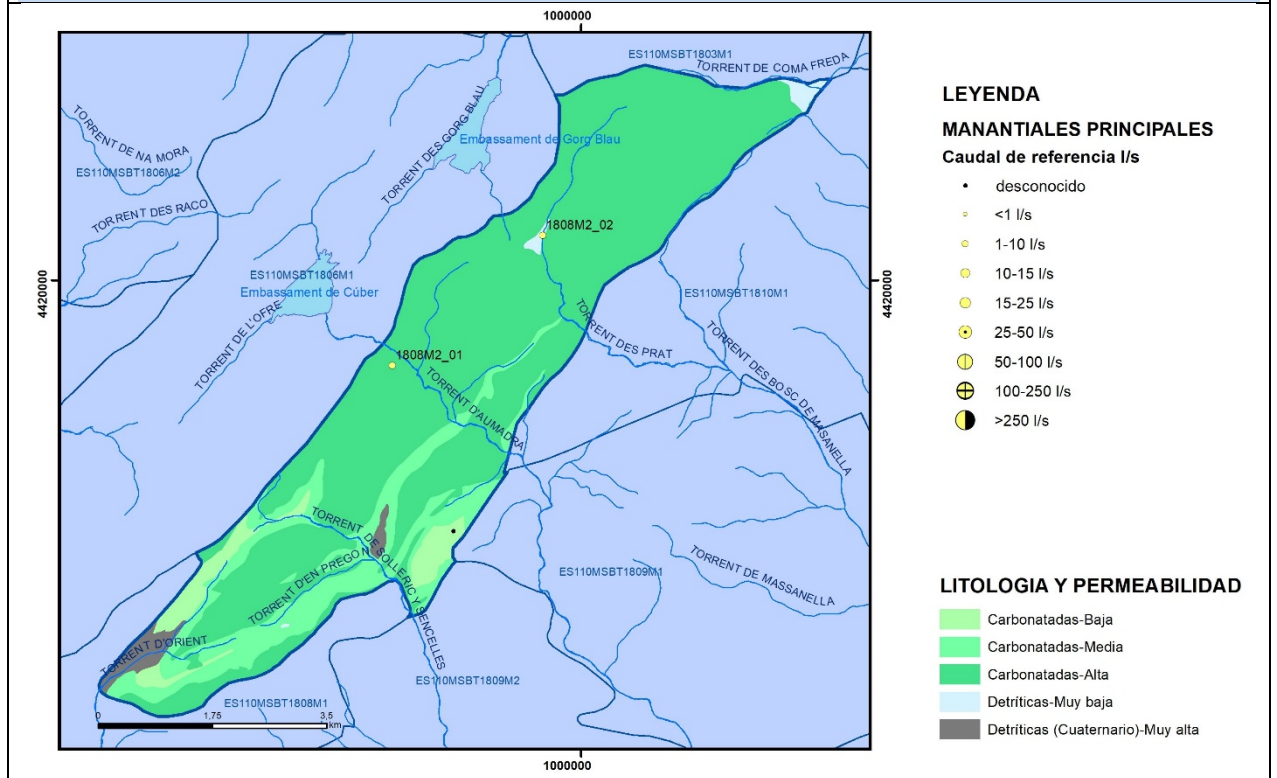 1000000
ES110MSBT1803M1
TORRENT DE COMA FREDA
TORRENT DES GORG BLAU
Embassament de Gorg Blau
TORRENT DE NA MORA
ES110MSBT1806M2
TORRENT DES RACO
1808M2_02
4420000
4420000
ES110MSBT1806M1
Embassament de Cúber
TORRENT DE L'OFRE
ES110MSBT1810M1
TORRENT DES PRAT
TORRENT DES BOSC DE MASANELLA
1808M2_01
TORRENT D'AUMADRA
TORRENT DE SOLLERIC Y SENCELLES
TORRENT D'EN PREGON
TORRENT DE MASSANELLA
ES110MSBT1809M1
TORRENT D'ORIENT
ES110MSBT1809M2
ES110MSBT1808M1
0 1,75 3,5
km
1000000
LEYENDA
MANANTIALES PRINCIPALES
Caudal de referencia l/s
desconocido
<1 l/s
1-10 l/s
10-15 l/s
15-25 l/s
25-50 l/s
50-100 l/s
100-250 l/s
>250 l/s
LITOLOGIA Y PERMEABILIDAD
Carbonatadas-Baja
Carbonatadas-Media
Carbonatadas-Alta
Detríticas-Muy baja
Detríticas (Cuaternario)-Muy alta